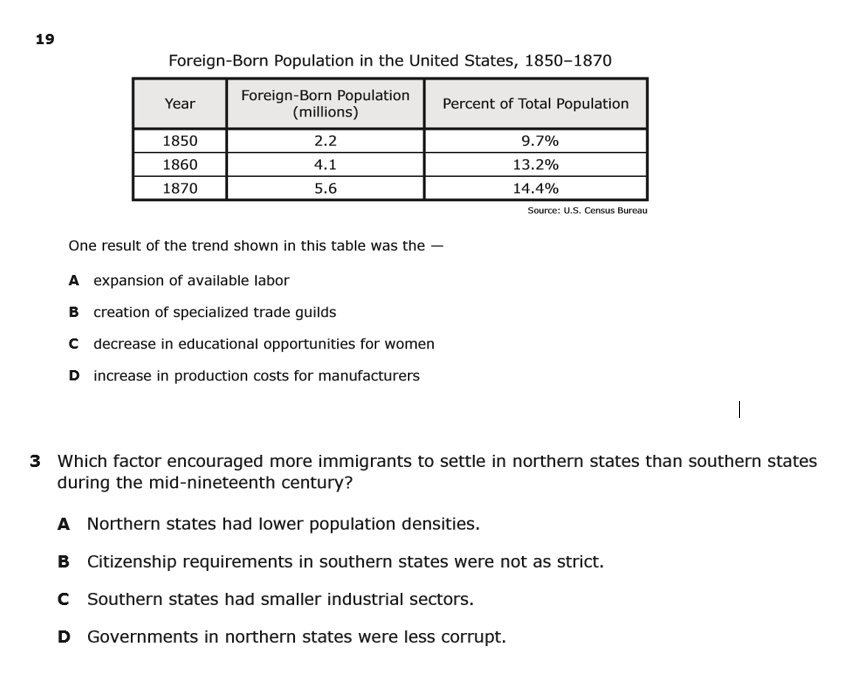 19
Foreign-Born Population in the United States, 1850–1870
Year Foreign-Born Population (millions) Percent of Total Population
1850 2.2 9.7%
1860 4.1 13.2%
1870 5.6 14.4%
Source: U.S. Census Bureau
One result of the trend shown in this table was the —
A expansion of available labor
B creation of specialized trade guilds
C decrease in educational opportunities for women
D increase in production costs for manufacturers
3 Which factor encouraged more immigrants to settle in northern states than southern states
during the mid-nineteenth century?
A Northern states had lower population densities.
B Citizenship requirements in southern states were not as strict.
C Southern states had smaller industrial sectors.
D Governments in northern states were less corrupt.